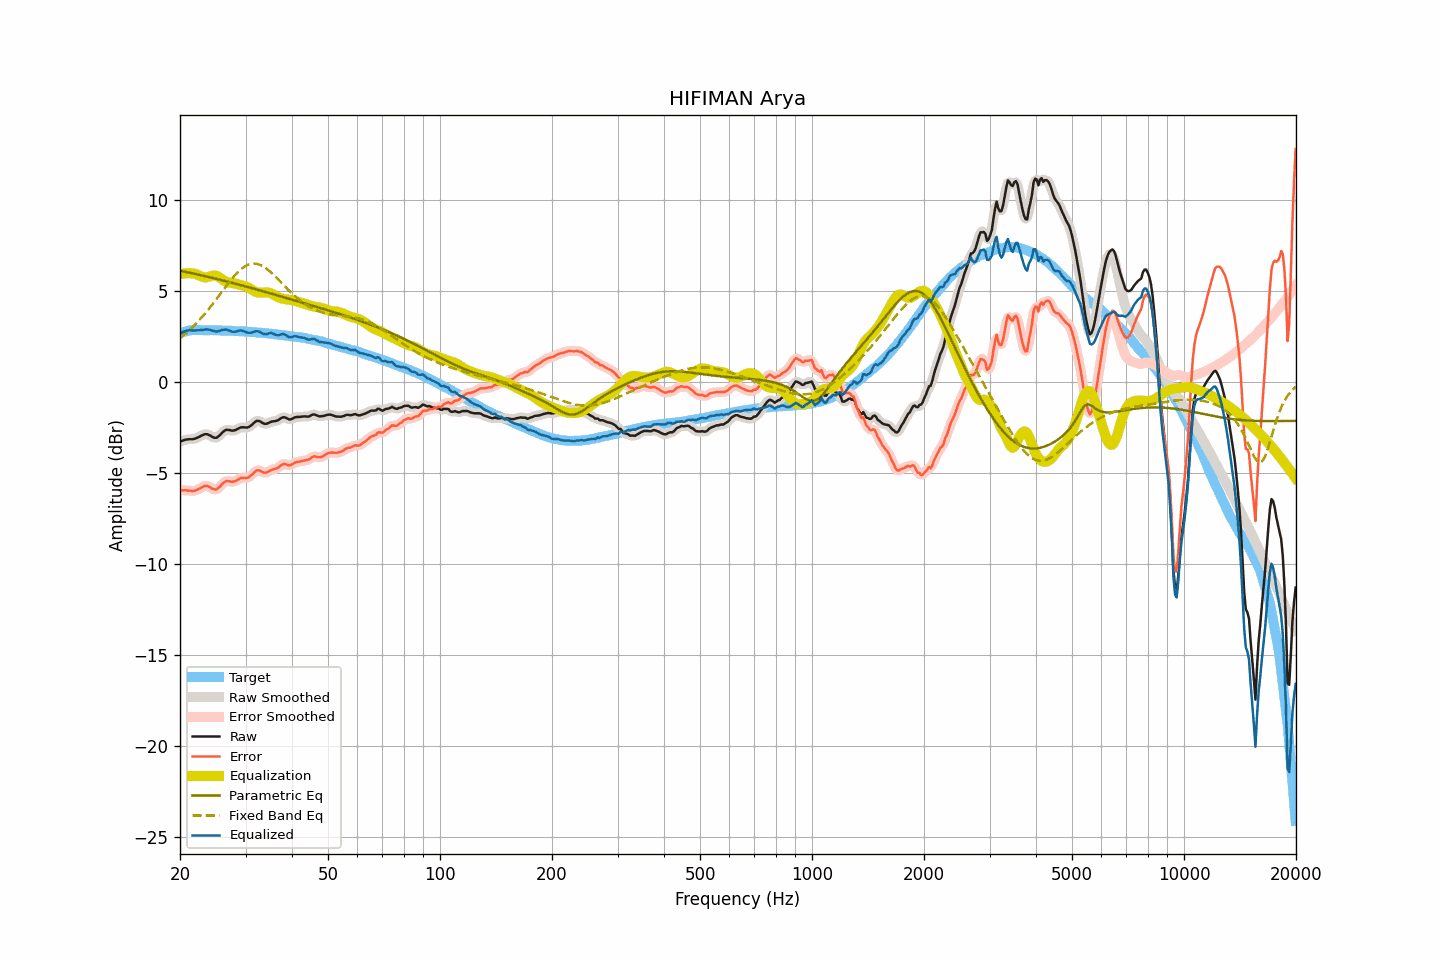 HIFIMAN Arya
Amplitude (dBr)
10
5
0
−5
−10
−15
−20
−25
Target
Raw Smoothed
Error Smoothed
Raw
Error
Equalization
Parametric Eq
Fixed Band Eq
Equalized
20 50 100 200 500 1000 2000 5000 10000 20000
Frequency (Hz)